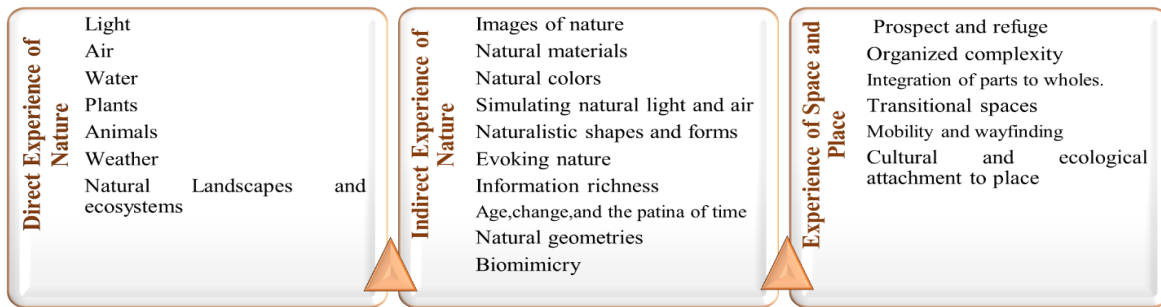 Direct Experience of
Nature
Light
Air
Water
Plants
Animals
Weather
Natural Landscapes and
ecosystems
Indirect Experience of
Nature
Images of nature
Natural materials
Natural colors
Simulating natural light and air
Naturalistic shapes and forms
Evoking nature
Information richness
Age,change,and the patina of time
Natural geometries
Biomimicry
Experience of Space and
Place
Prospect and refuge
Organized complexity
Integration of parts to wholes.
Transitional spaces
Mobility and wayfinding
Cultural and ecological
attachment to place